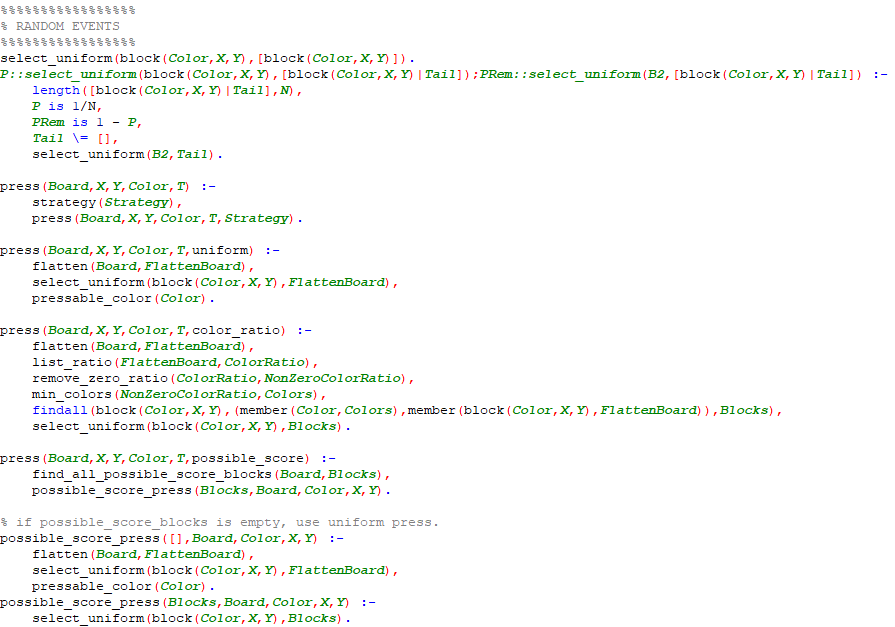 %%%%%%%%%%%%%%%%%
% RANDOM EVENTS
%%%%%%%%%%%%%%%%%
select_uniform(block(Color,X,Y),[block(Color,X,Y)]).
P::select_uniform(block(Color,X,Y),[block(Color,X,Y)|Tail]);PRem::select_uniform(B2,[block(Color,X,Y)|Tail]) :-
    length([block(Color,X,Y)|Tail],N),
    P is 1/N,
    PRem is 1 - P,
    Tail \= [],
    select_uniform(B2,Tail).

press(Board,X,Y,Color,T) :-
    strategy(Strategy),
    press(Board,X,Y,Color,T,Strategy).

press(Board,X,Y,Color,T,uniform) :-
    flatten(Board,FlattenBoard),
    select_uniform(block(Color,X,Y),FlattenBoard),
    pressable_color(Color).

press(Board,X,Y,Color,T,color_ratio) :-
    flatten(Board,FlattenBoard),
    list_ratio(FlattenBoard,ColorRatio),
    remove_zero_ratio(ColorRatio,NonZeroColorRatio),
    min_colors(NonZeroColorRatio,Colors),
    findall(block(Color,X,Y),(member(Color,Colors),member(block(Color,X,Y),FlattenBoard)),Blocks),
    select_uniform(block(Color,X,Y),Blocks).

press(Board,X,Y,Color,T,possible_score) :-
    find_all_possible_score_blocks(Board,Blocks),
    possible_score_press(Blocks,Board,Color,X,Y).

% if possible_score_blocks is empty, use uniform press.
possible_score_press([],Board,Color,X,Y) :-
    flatten(Board,FlattenBoard),
    select_uniform(block(Color,X,Y),FlattenBoard),
    pressable_color(Color).
possible_score_press(Blocks,Board,Color,X,Y) :-
    select_uniform(block(Color,X,Y),Blocks).